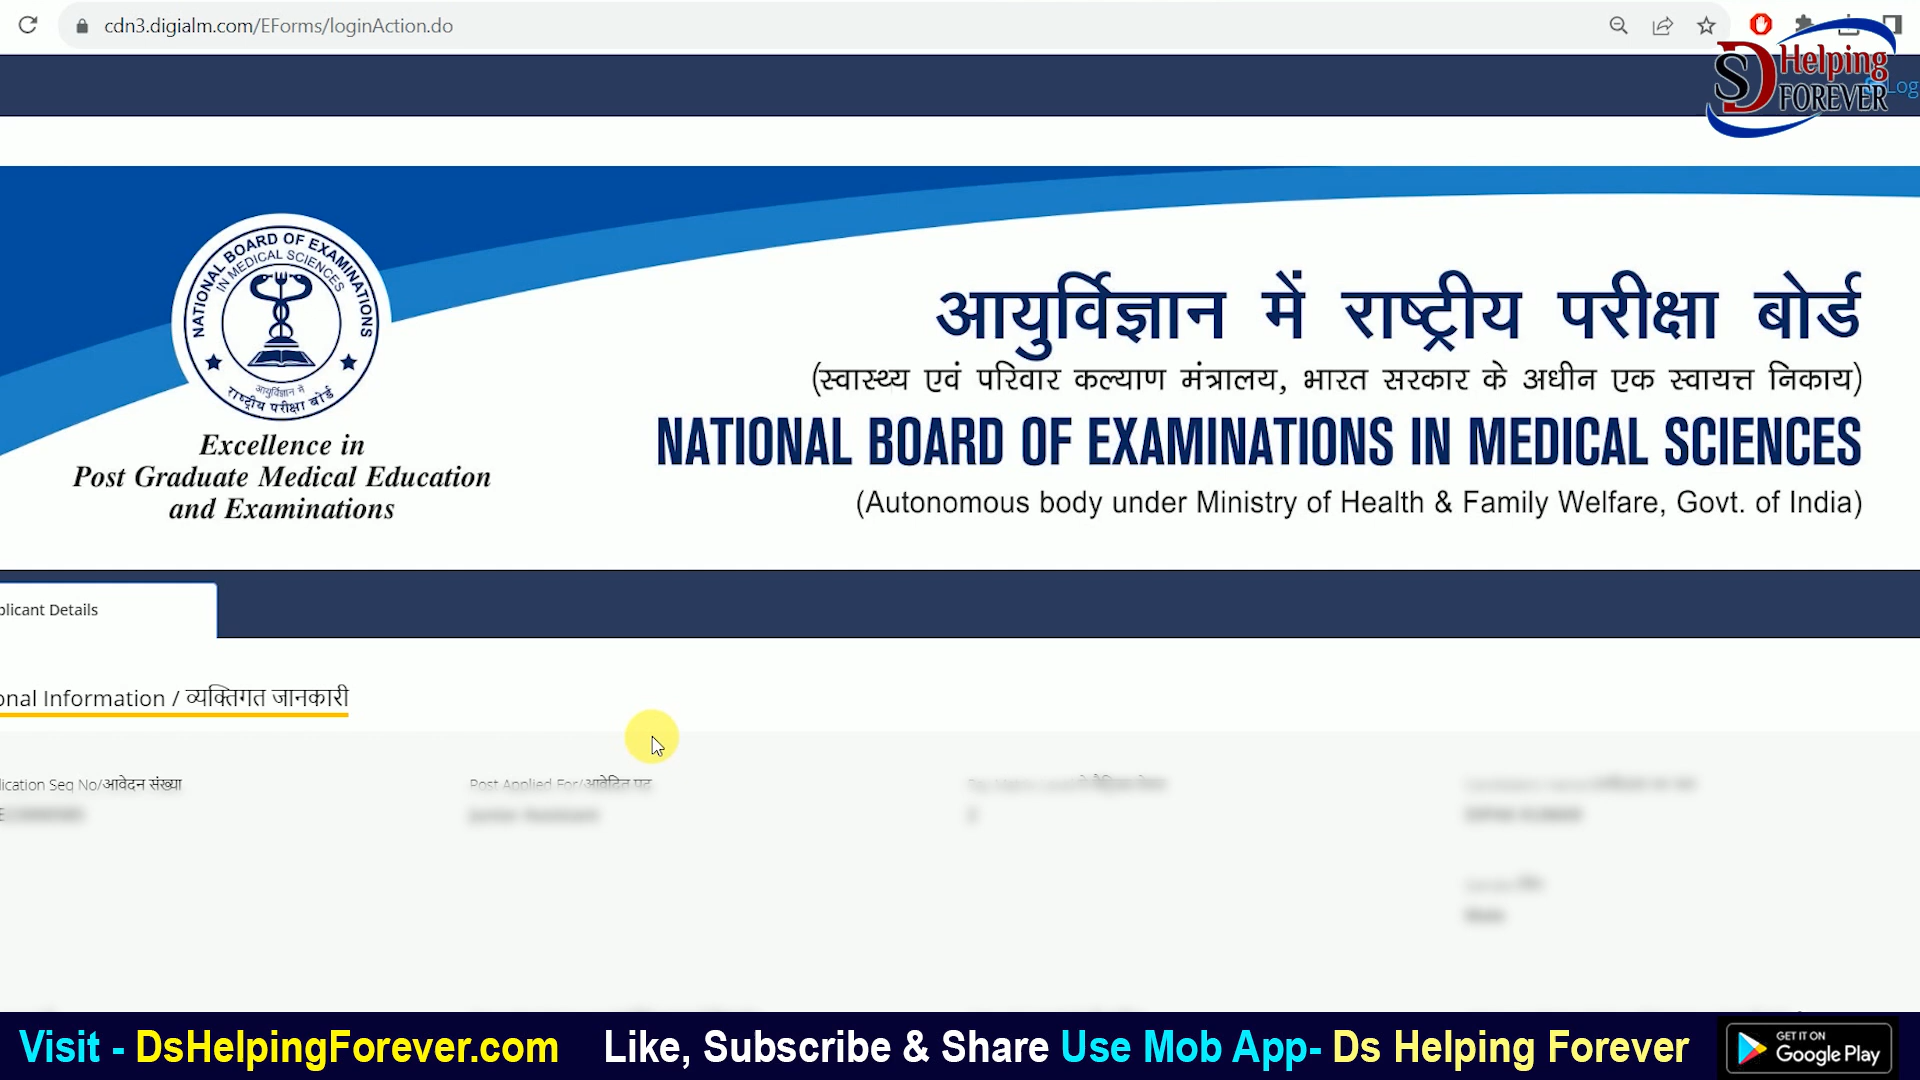 cdn3.digialm.com/EForms/loginAction.do
SD Helping FOREVER
Log
NATIONAL BOARD OF EXAMINATIONS
IN MEDICAL SCIENCES
आयुर्विज्ञान में
राष्ट्रीय परीक्षा बोर्ड
Excellence in
Post Graduate Medical Education
and Examinations
आयुर्विज्ञान में राष्ट्रीय परीक्षा बोर्ड
(स्वास्थ्य एवं परिवार कल्याण मंत्रालय, भारत सरकार के अधीन एक स्वायत्त निकाय)
NATIONAL BOARD OF EXAMINATIONS IN MEDICAL SCIENCES
(Autonomous body under Ministry of Health & Family Welfare, Govt. of India)
plicant Details
onal Information / व्यक्तिगत जानकारी
lication Seq No/आवेदन संख्या
Post Applied For/आवेदित पद
Visit - DsHelpingForever.com Like, Subscribe & Share Use Mob App- Ds Helping Forever
GET IT ON
Google Play